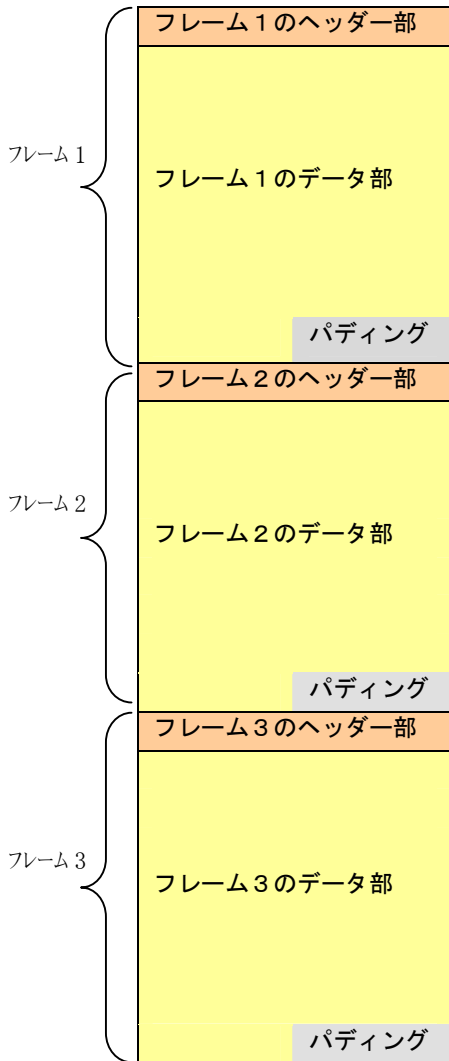 フレーム１のヘッダー部
フレーム 1
フレーム１のデータ部
パディング
フレーム２のヘッダー部
フレーム 2
フレーム２のデータ部
パディング
フレーム３のヘッダー部
フレーム 3
フレーム３のデータ部
パディング